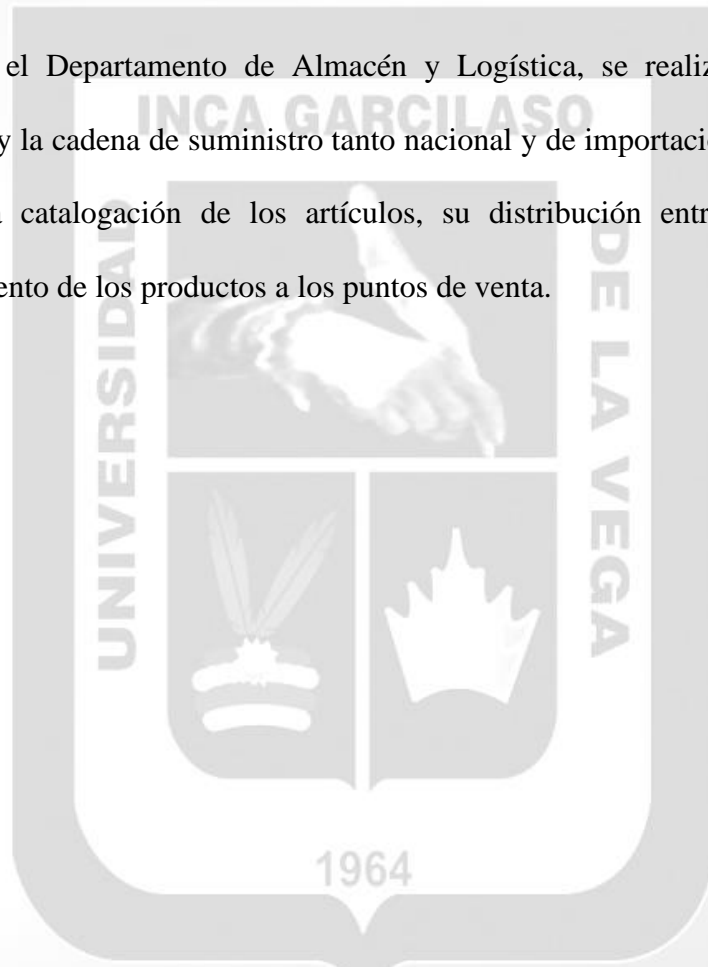 el Departamento de Almacén y Logística, se realiz
INCA GARCILASO
y la cadena de suministro tanto nacional y de importaci
a catalogación de los artículos, su distribución entr
ento de los productos a los puntos de venta.
UNIVERSIDAD
DE LA VEGA
1964